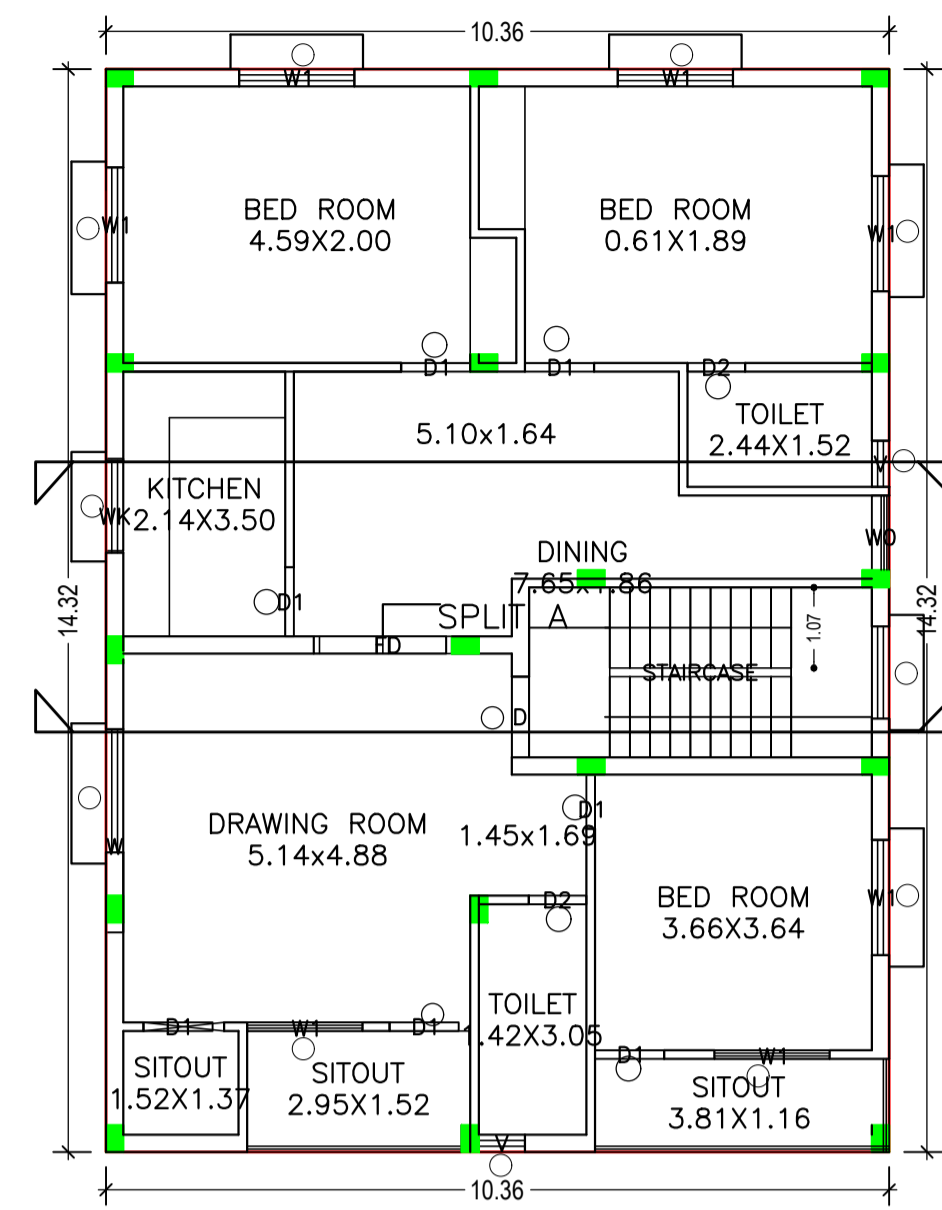 10.36
W1
W1
BED ROOM
4.59X2.00
BED ROOM
0.61X1.89
W1
W1
D1
D1
D2
5.10x1.64
TOILET
2.44X1.52
V
KITCHEN
2.14X3.50
WK
W0
DINING
7.65x1.86
D1
SPLIT A
14.32
1.07
14.32
FD
STAIRCASE
D
D1
DRAWING ROOM
5.14x4.88
1.45x1.69
W
D2
BED ROOM
3.66X3.64
W1
TOILET
1.42X3.05
D1
W1
D1
D1
W1
SITOUT
1.52X1.37
SITOUT
2.95X1.52
SITOUT
3.81X1.16
V
10.36